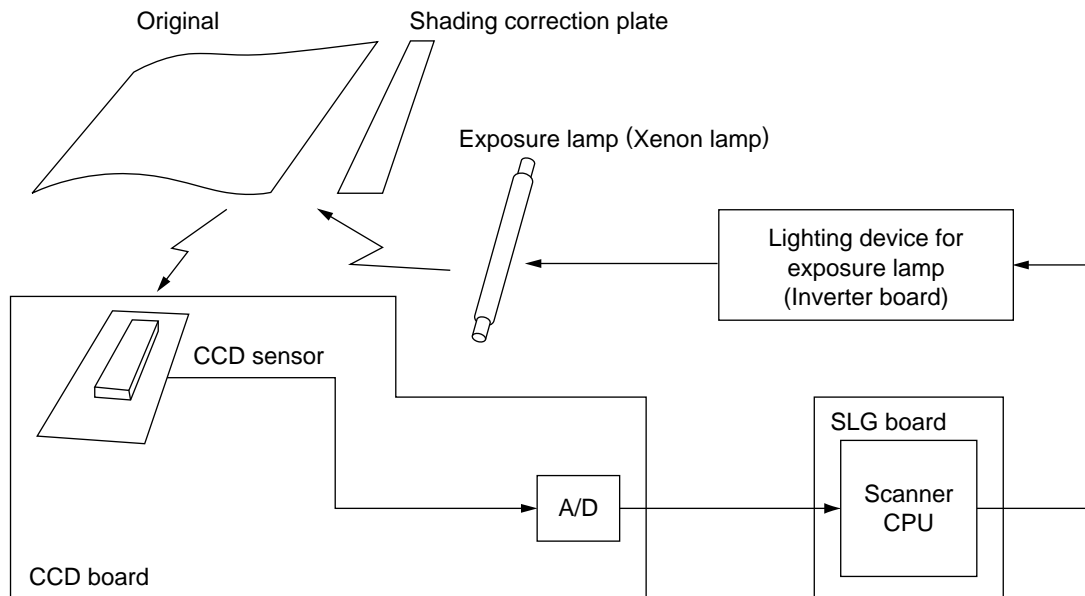 Original
Shading correction plate
Exposure lamp (Xenon lamp)
Lighting device for
exposure lamp
(Inverter board)
CCD sensor
SLG board
A/D
Scanner
CPU
CCD board